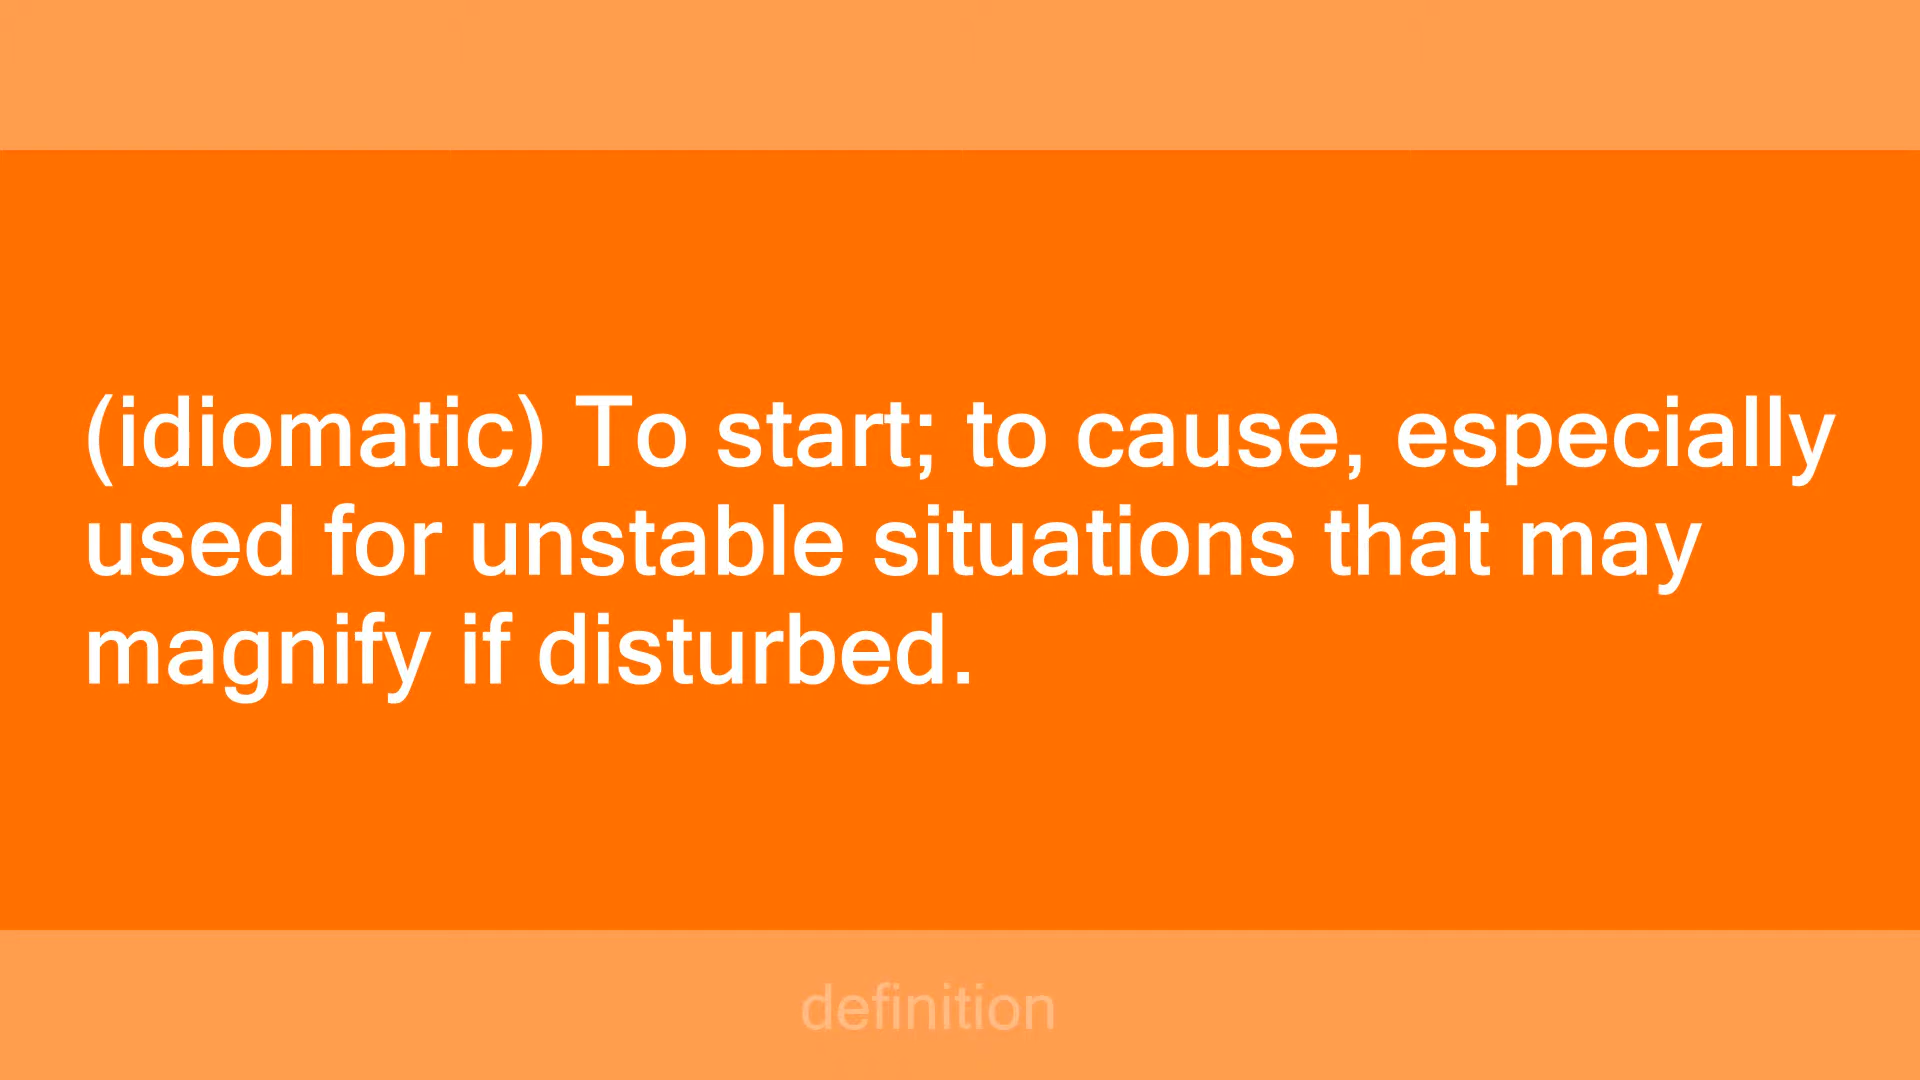 (idiomatic) To start; to cause, especially
used for unstable situations that may
magnify if disturbed.
definition